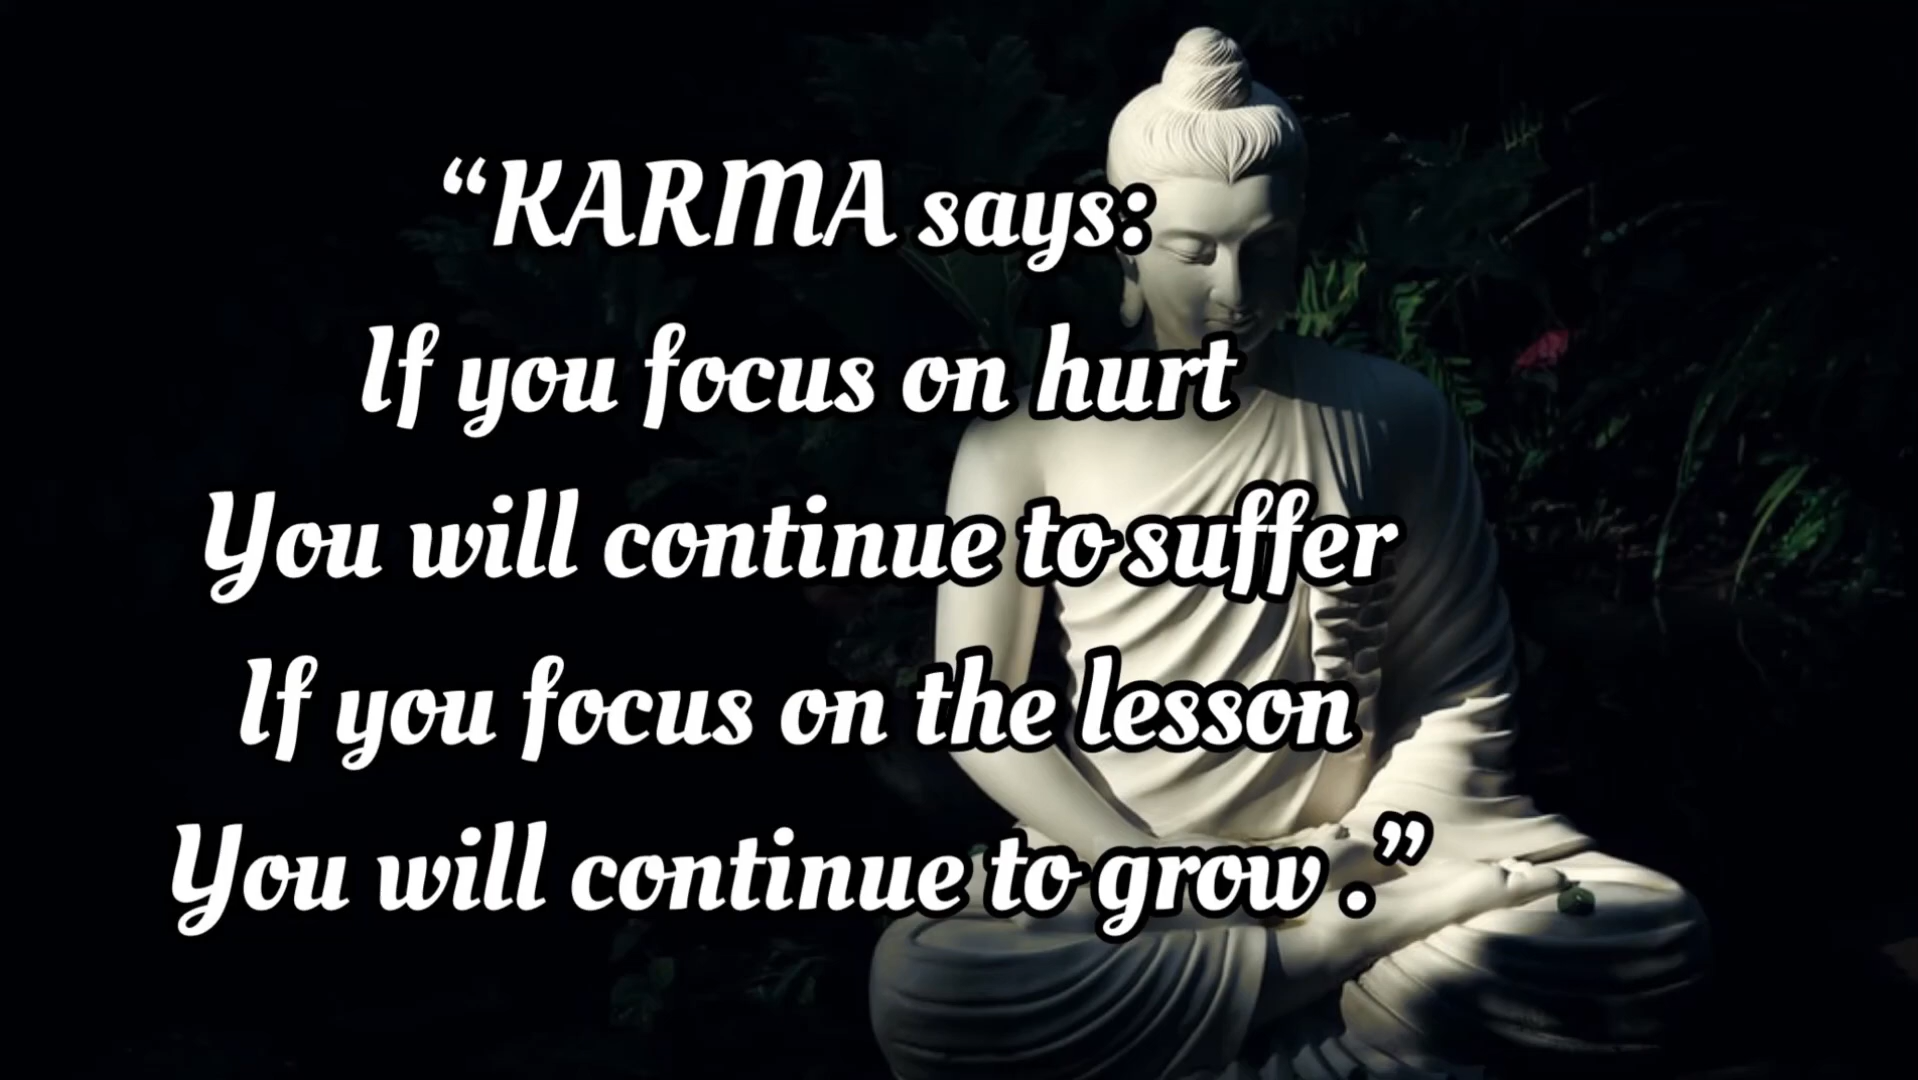 “KARMA says:
If you focus on hurt
You will continue to suffer
If you focus on the lesson
You will continue to grow .”